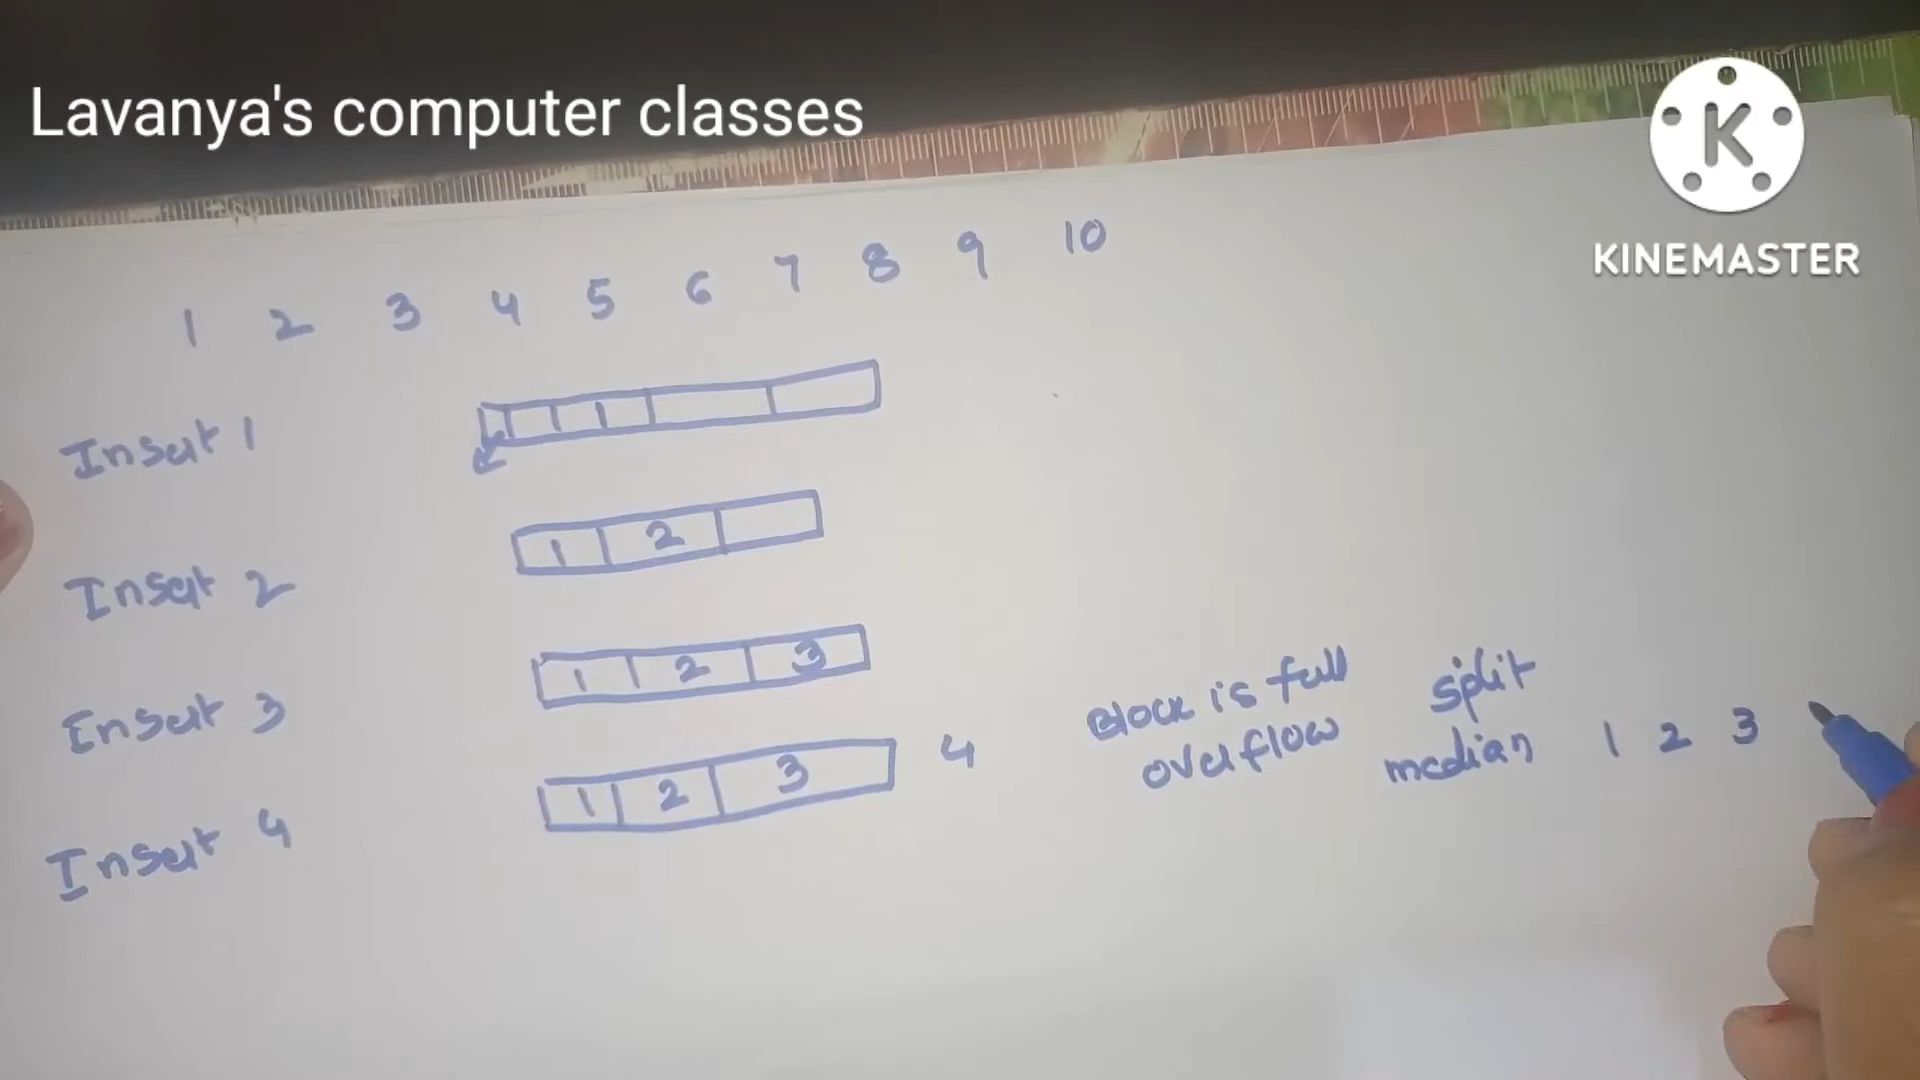 Lavanya's computer classes
K
KINEMASTER
1 2 3 4 5 6 7 8 9 10
Insert 1
1
Insert 2
1 2
Insert 3
1 2 3
Insert 4
1 2 3 4
Block is full
overflow
split
median 1 2 3